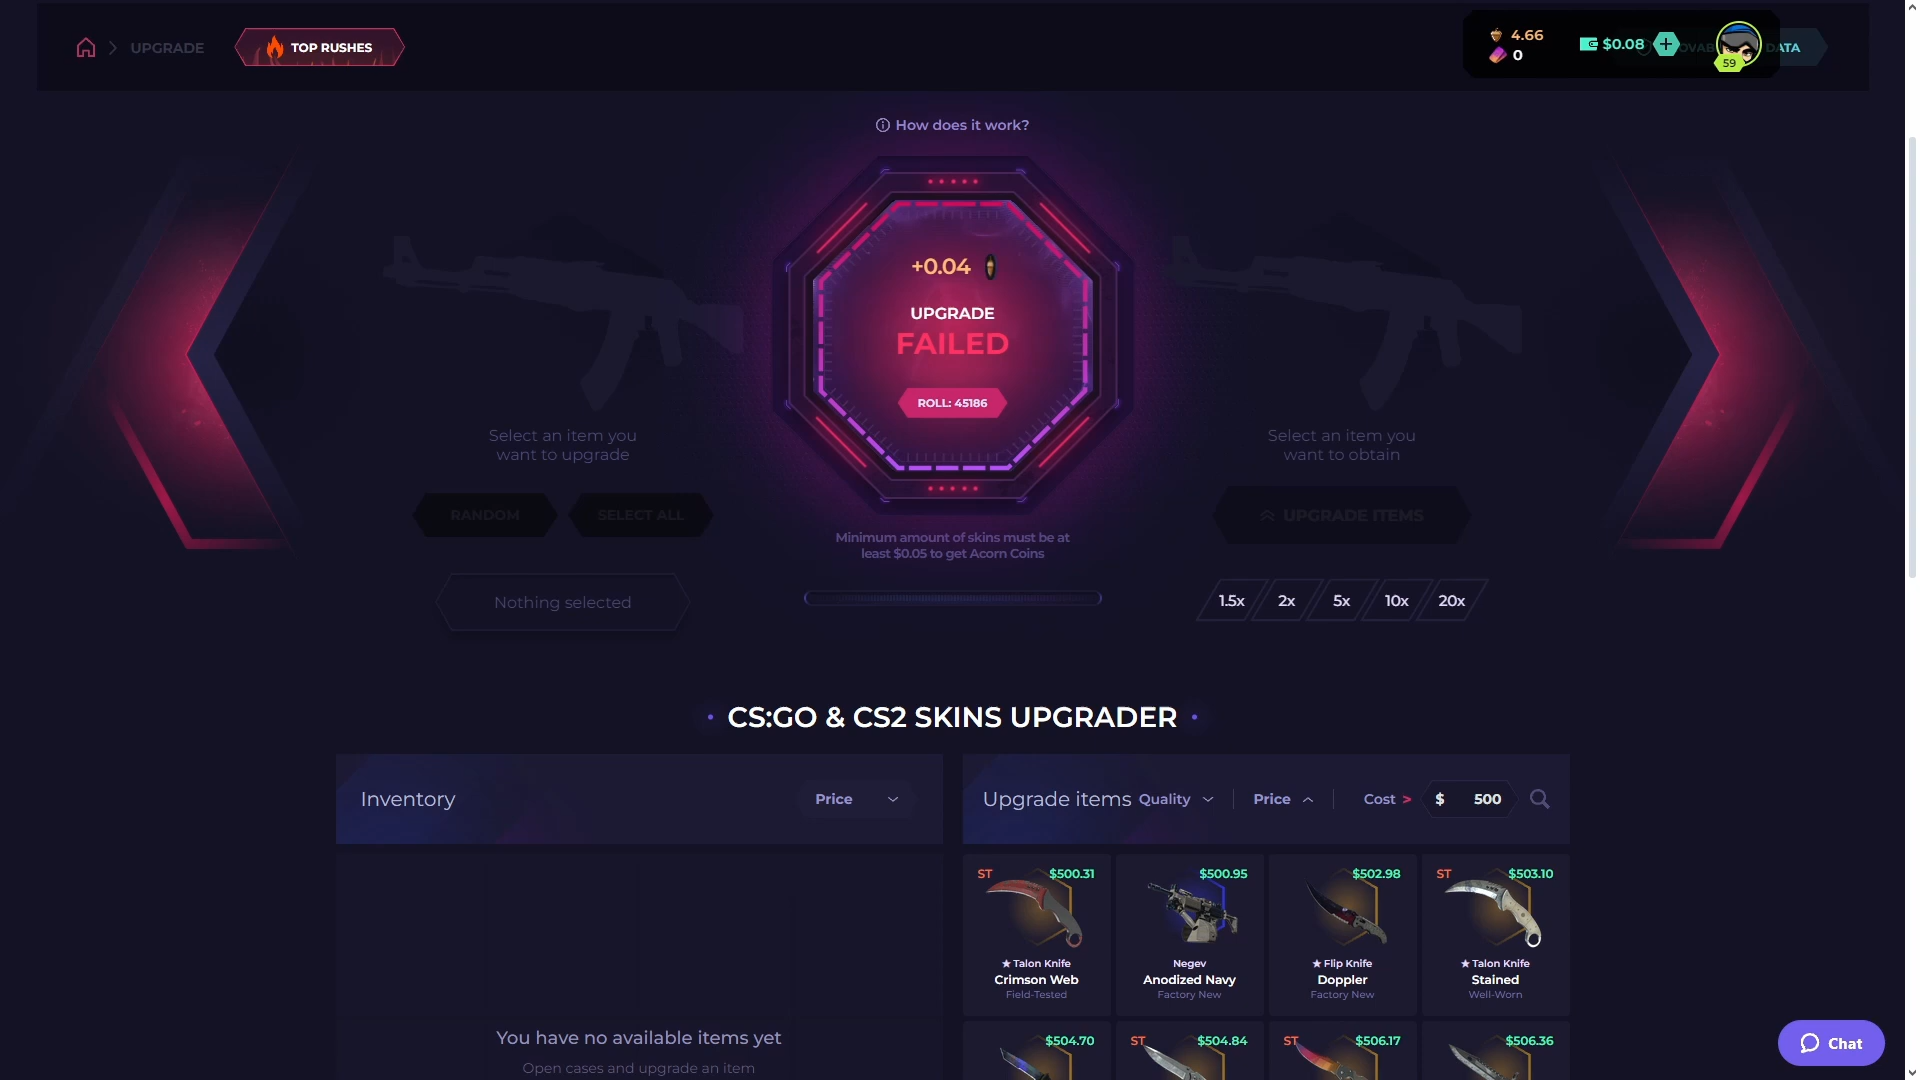 UPGRADE
TOP RUSHES
4.66
0
$0.08
59
DATA
How does it work?
+0.04
UPGRADE
FAILED
ROLL: 45186
Select an item you
want to upgrade
RANDOM
SELECT ALL
Nothing selected
Minimum amount of skins must be at
least $0.05 to get Acorn Coins
Select an item you
want to obtain
UPGRADE ITEMS
1.5x
2x
5x
10x
20x
CS:GO & CS2 SKINS UPGRADER
Inventory
Price
You have no available items yet
Open cases and upgrade an item
Upgrade items
Quality
Price
Cost >
$ 500
ST
$500.31
★ Talon Knife
Crimson Web
Field-Tested
$500.95
Negev
Anodized Navy
Factory New
$502.98
★ Flip Knife
Doppler
Factory New
ST
$503.10
★ Talon Knife
Stained
Well-Worn
$504.70
ST
$504.84
ST
$506.17
$506.36
Chat